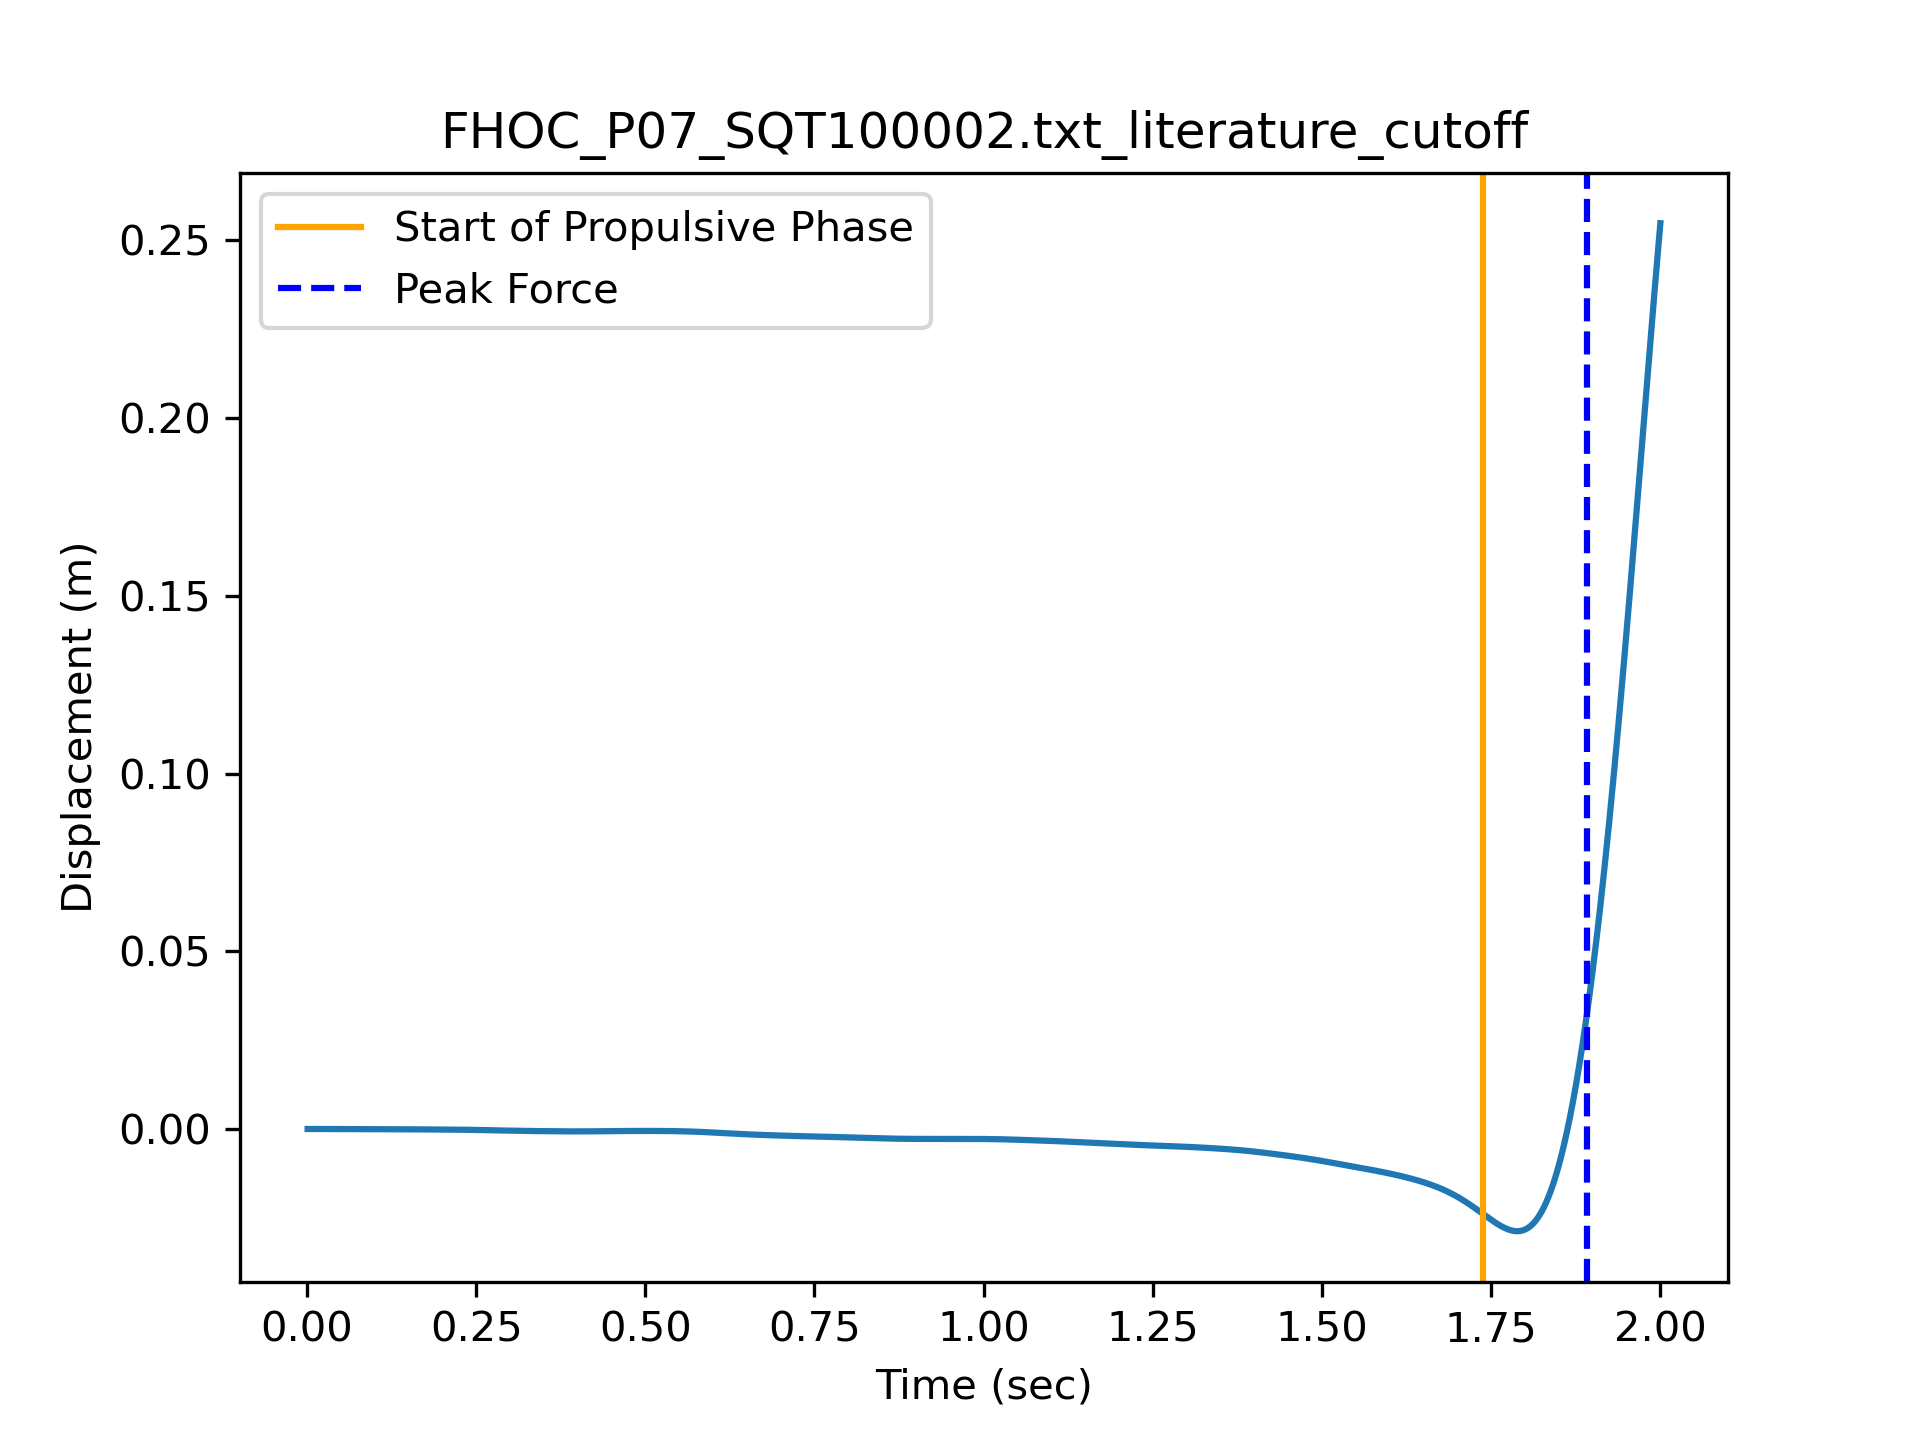 FHOC_P07_SQT100002.txt_literature_cutoff
Start of Propulsive Phase
Peak Force
0.25
0.20
0.15
0.10
0.05
0.00
Displacement (m)
0.00 0.25 0.50 0.75 1.00 1.25 1.50 1.75 2.00
Time (sec)